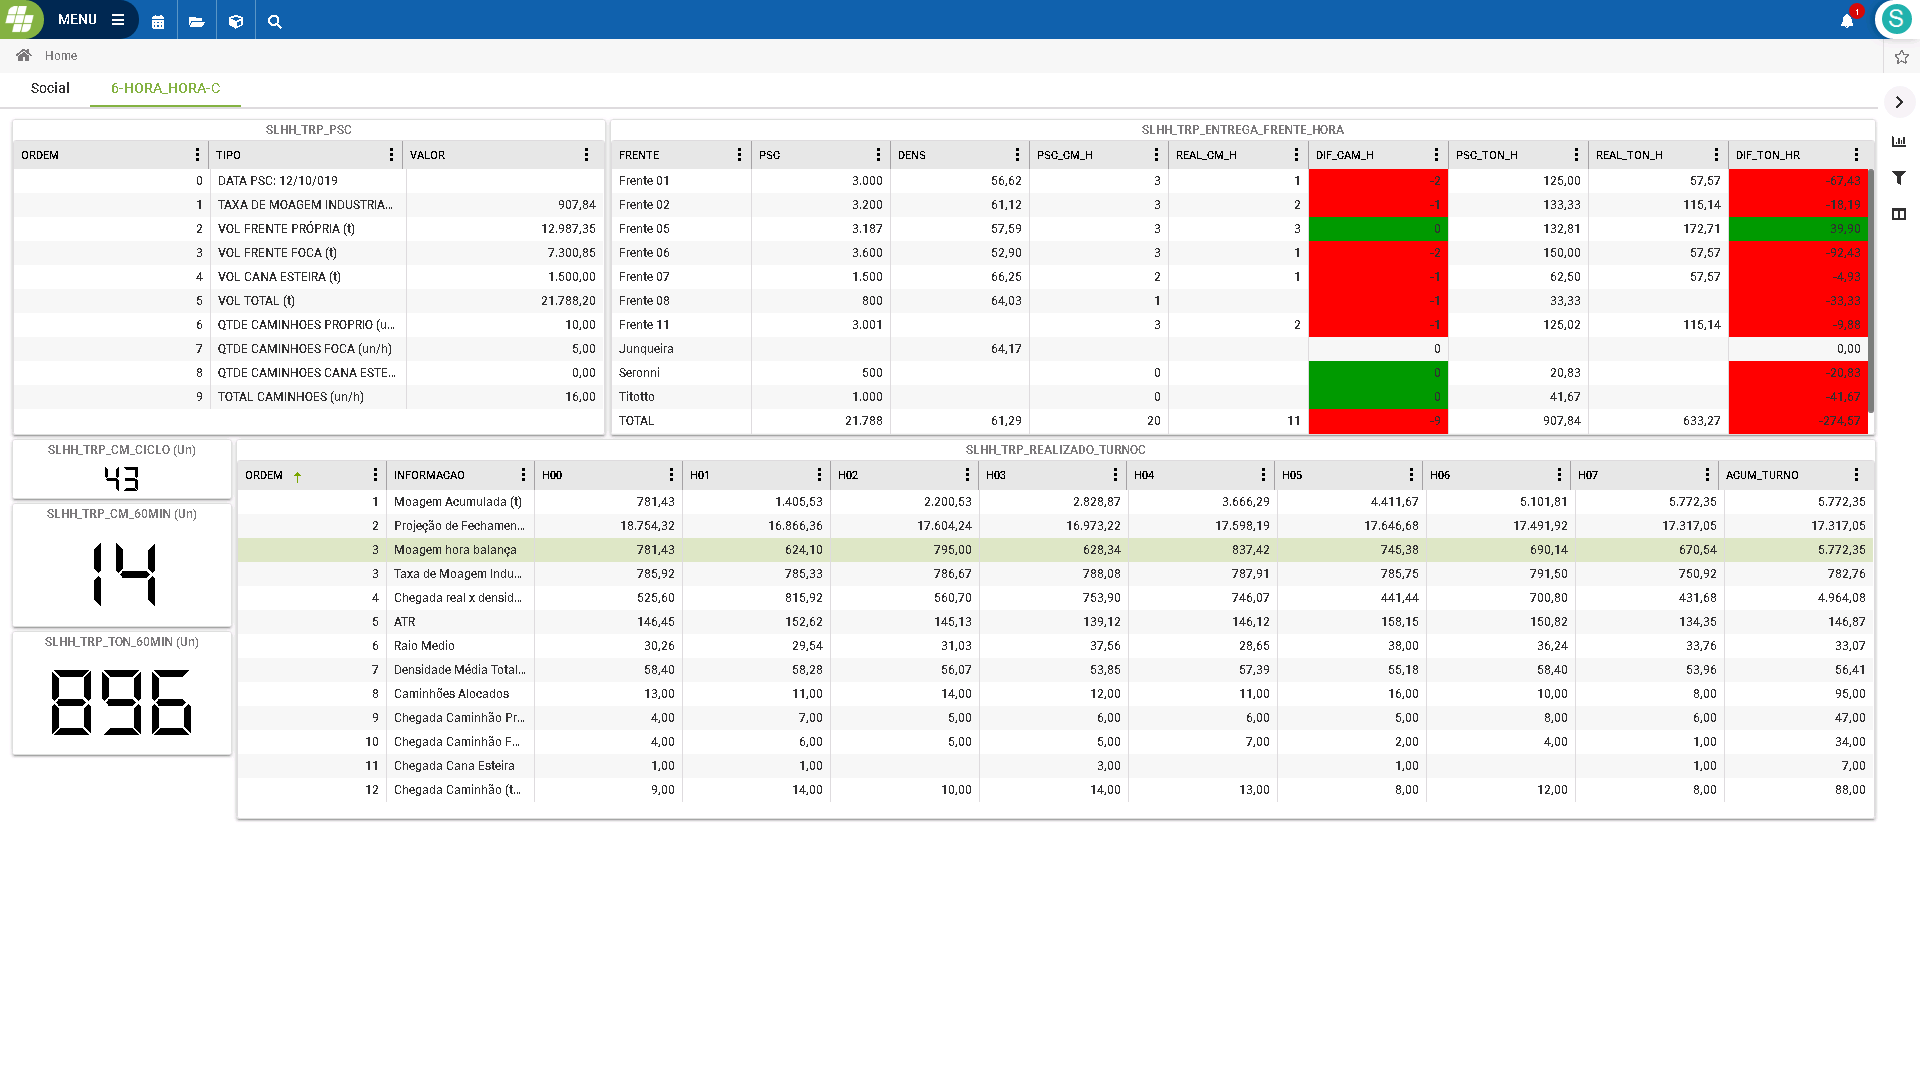 MENU
1
S
Home
Social 6-HORA_HORA-C
SLHH_TRP_PSC
ORDEM TIPO VALOR
0 DATA PSC: 12/10/019
1 TAXA DE MOAGEM INDUSTRIA... 907,84
2 VOL FRENTE PRÓPRIA (t) 12.987,35
3 VOL FRENTE FOCA (t) 7.300,85
4 VOL CANA ESTEIRA (t) 1.500,00
5 VOL TOTAL (t) 21.788,20
6 QTDE CAMINHOES PROPRIO (u... 10,00
7 QTDE CAMINHOES FOCA (un/h) 5,00
8 QTDE CAMINHOES CANA ESTE... 0,00
9 TOTAL CAMINHOES (un/h) 16,00
SLHH_TRP_ENTREGA_FRENTE_HORA
FRENTE PSC DENS PSC_CM_H REAL_CM_H DIF_CAM_H PSC_TON_H REAL_TON_H DIF_TON_HR
Frente 01 3.000 56,62 3 1 -2 125,00 57,57 -67,43
Frente 02 3.200 61,12 3 2 -1 133,33 115,14 -18,19
Frente 05 3.187 57,59 3 3 0 132,81 172,71 39,90
Frente 06 3.600 52,90 3 1 -2 150,00 57,57 -92,43
Frente 07 1.500 66,25 2 1 -1 62,50 57,57 -4,93
Frente 08 800 64,03 1 -1 33,33 -33,33
Frente 11 3.001 3 2 -1 125,02 115,14 -9,88
Junqueira 64,17 0 0,00
Seronni 500 0 0 20,83 -20,83
Titotto 1.000 0 0 41,67 -41,67
TOTAL 21.788 61,29 20 11 -9 907,84 633,27 -274,57
SLHH_TRP_CM_CICLO (Un)
43
SLHH_TRP_CM_60MIN (Un)
14
SLHH_TRP_TON_60MIN (Un)
896
SLHH_TRP_REALIZADO_TURNOC
ORDEM INFORMACAO H00 H01 H02 H03 H04 H05 H06 H07 ACUM_TURNO
1 Moagem Acumulada (t) 781,43 1.405,53 2.200,53 2.828,87 3.666,29 4.411,67 5.101,81 5.772,35 5.772,35
2 Projeção de Fechamen... 18.754,32 16.866,36 17.604,24 16.973,22 17.598,19 17.646,68 17.491,92 17.317,05 17.317,05
3 Moagem hora balança 781,43 624,10 795,00 628,34 837,42 745,38 690,14 670,54 5.772,35
3 Taxa de Moagem Indu... 785,92 785,33 786,67 788,08 787,91 785,75 791,50 750,92 782,76
4 Chegada real x densid... 525,60 815,92 560,70 753,90 746,07 441,44 700,80 431,68 4.964,08
5 ATR 146,45 152,62 145,13 139,12 146,12 158,15 150,82 134,35 146,87
6 Raio Medio 30,26 29,54 31,03 37,56 28,65 38,00 36,24 33,76 33,07
7 Densidade Média Total... 58,40 58,28 56,07 53,85 57,39 55,18 58,40 53,96 56,41
8 Caminhões Alocados 13,00 11,00 14,00 12,00 11,00 16,00 10,00 8,00 95,00
9 Chegada Caminhão Pr... 4,00 7,00 5,00 6,00 6,00 5,00 8,00 6,00 47,00
10 Chegada Caminhão F... 4,00 6,00 5,00 5,00 7,00 2,00 4,00 1,00 34,00
11 Chegada Cana Esteira 1,00 1,00 3,00 1,00 1,00 7,00
12 Chegada Caminhão (t... 9,00 14,00 10,00 14,00 13,00 8,00 12,00 8,00 88,00